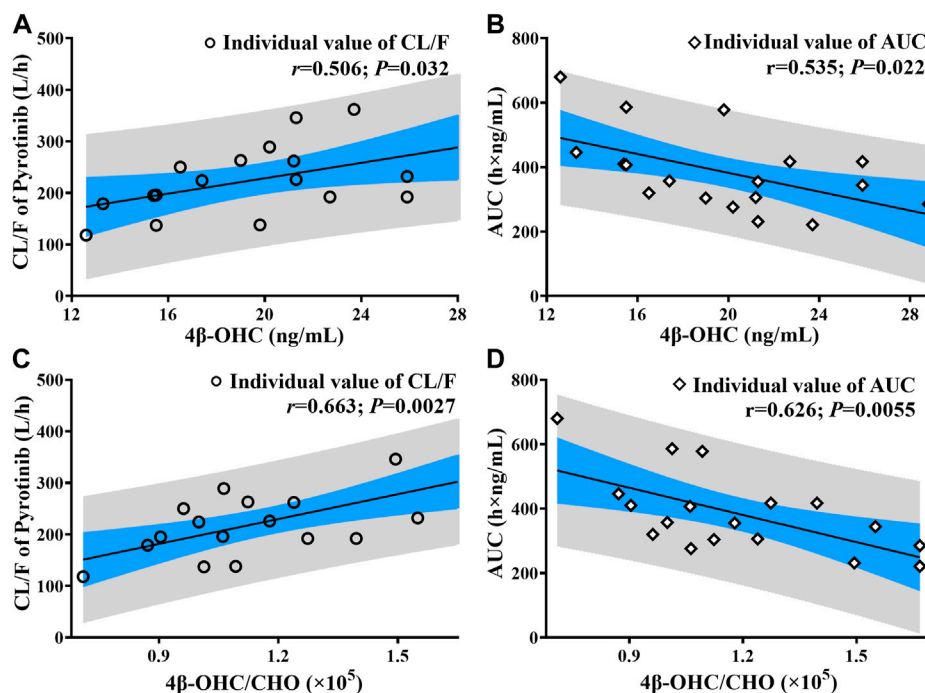 A
Individual value of CL/F
r=0.506; P=0.032
CL/F of Pyrotinib (L/h)
500
400
300
200
100
0
12 16 20 24 28
4β-OHC (ng/mL)
B
Individual value of AUC
r=0.535; P=0.022
AUC (h×ng/mL)
800
600
400
200
0
12 16 20 24 28
4β-OHC (ng/mL)
C
Individual value of CL/F
r=0.663; P=0.0027
CL/F of Pyrotinib (L/h)
500
400
300
200
100
0
0.9 1.2 1.5
4β-OHC/CHO (×10⁵)
D
Individual value of AUC
r=0.626; P=0.0055
AUC (h×ng/mL)
800
600
400
200
0
0.9 1.2 1.5
4β-OHC/CHO (×10⁵)